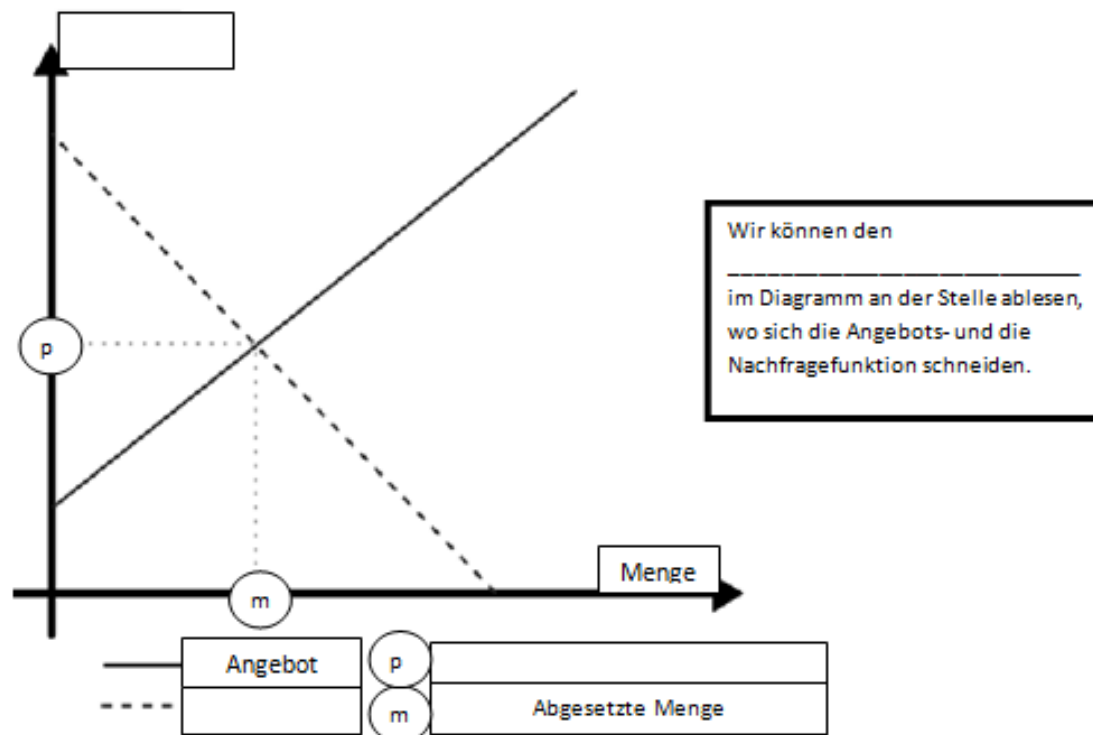 Wir können den
____________________________
im Diagramm an der Stelle ablesen,
wo sich die Angebots- und die
Nachfragefunktion schneiden.
p
m
Menge
Angebot
p
m
Abgesetzte Menge